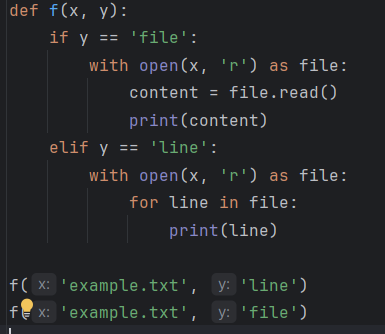 def f(x, y):
    if y == 'file':
        with open(x, 'r') as file:
            content = file.read()
            print(content)
    elif y == 'line':
        with open(x, 'r') as file:
            for line in file:
                print(line)

f( x: 'example.txt', y: 'line')
f( x: 'example.txt', y: 'file')